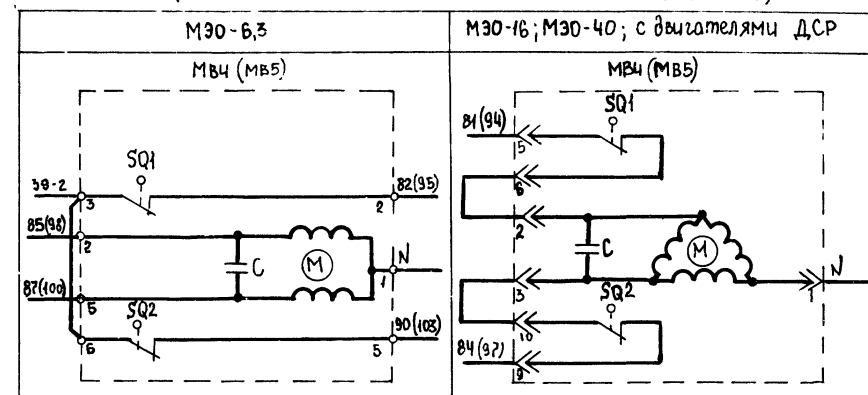 МЭО-6,3
МЭО-16; МЭО-40; с двигателями ДСР
МВ4 (МВ5)
МВ4 (МВ5)
SQ1
SQ1
81(94)
5
39-2
3
82(95)
2
6
85(98)
2
2
С
М
N
1
С
М
N
1
87(100)
5
3
SQ2
SQ2
6
90(103)
5
10
84(97)
9